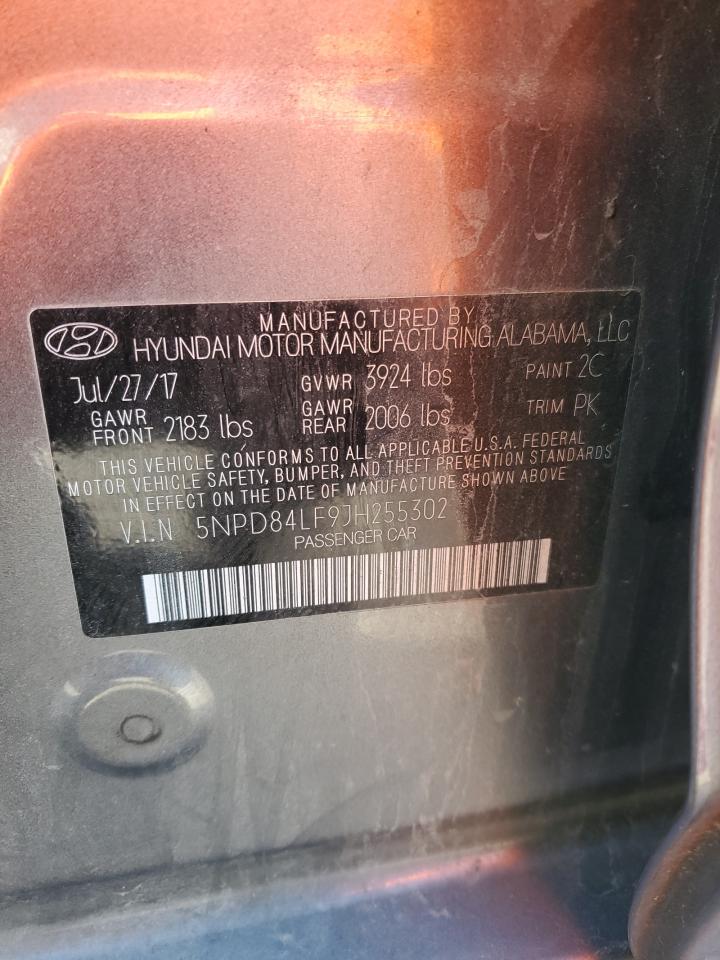 MANUFACTURED BY
HYUNDAI MOTOR MANUFACTURING ALABAMA, LLC
Jul/27/17 GVWR 3924 lbs PAINT 2C
GAWR FRONT 2183 lbs GAWR REAR 2006 lbs TRIM PK
THIS VEHICLE CONFORMS TO ALL APPLICABLE U.S.A. FEDERAL
MOTOR VEHICLE SAFETY, BUMPER, AND THEFT PREVENTION STANDARDS
IN EFFECT ON THE DATE OF MANUFACTURE SHOWN ABOVE
V.I.N 5NPD84LF9JH255302
PASSENGER CAR